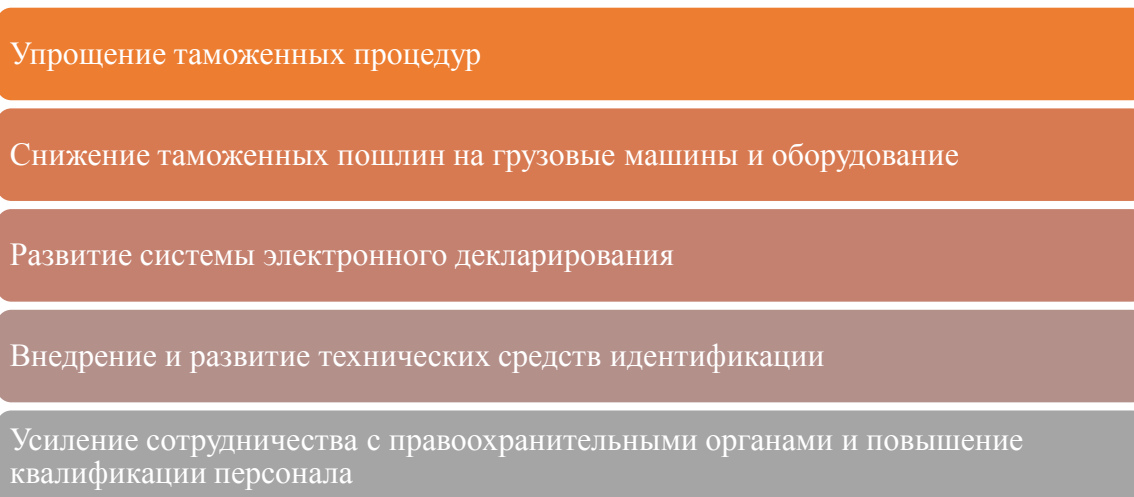 Упрощение таможенных процедур
Снижение таможенных пошлин на грузовые машины и оборудование
Развитие системы электронного декларирования
Внедрение и развитие технических средств идентификации
Усиление сотрудничества с правоохранительными органами и повышение
квалификации персонала